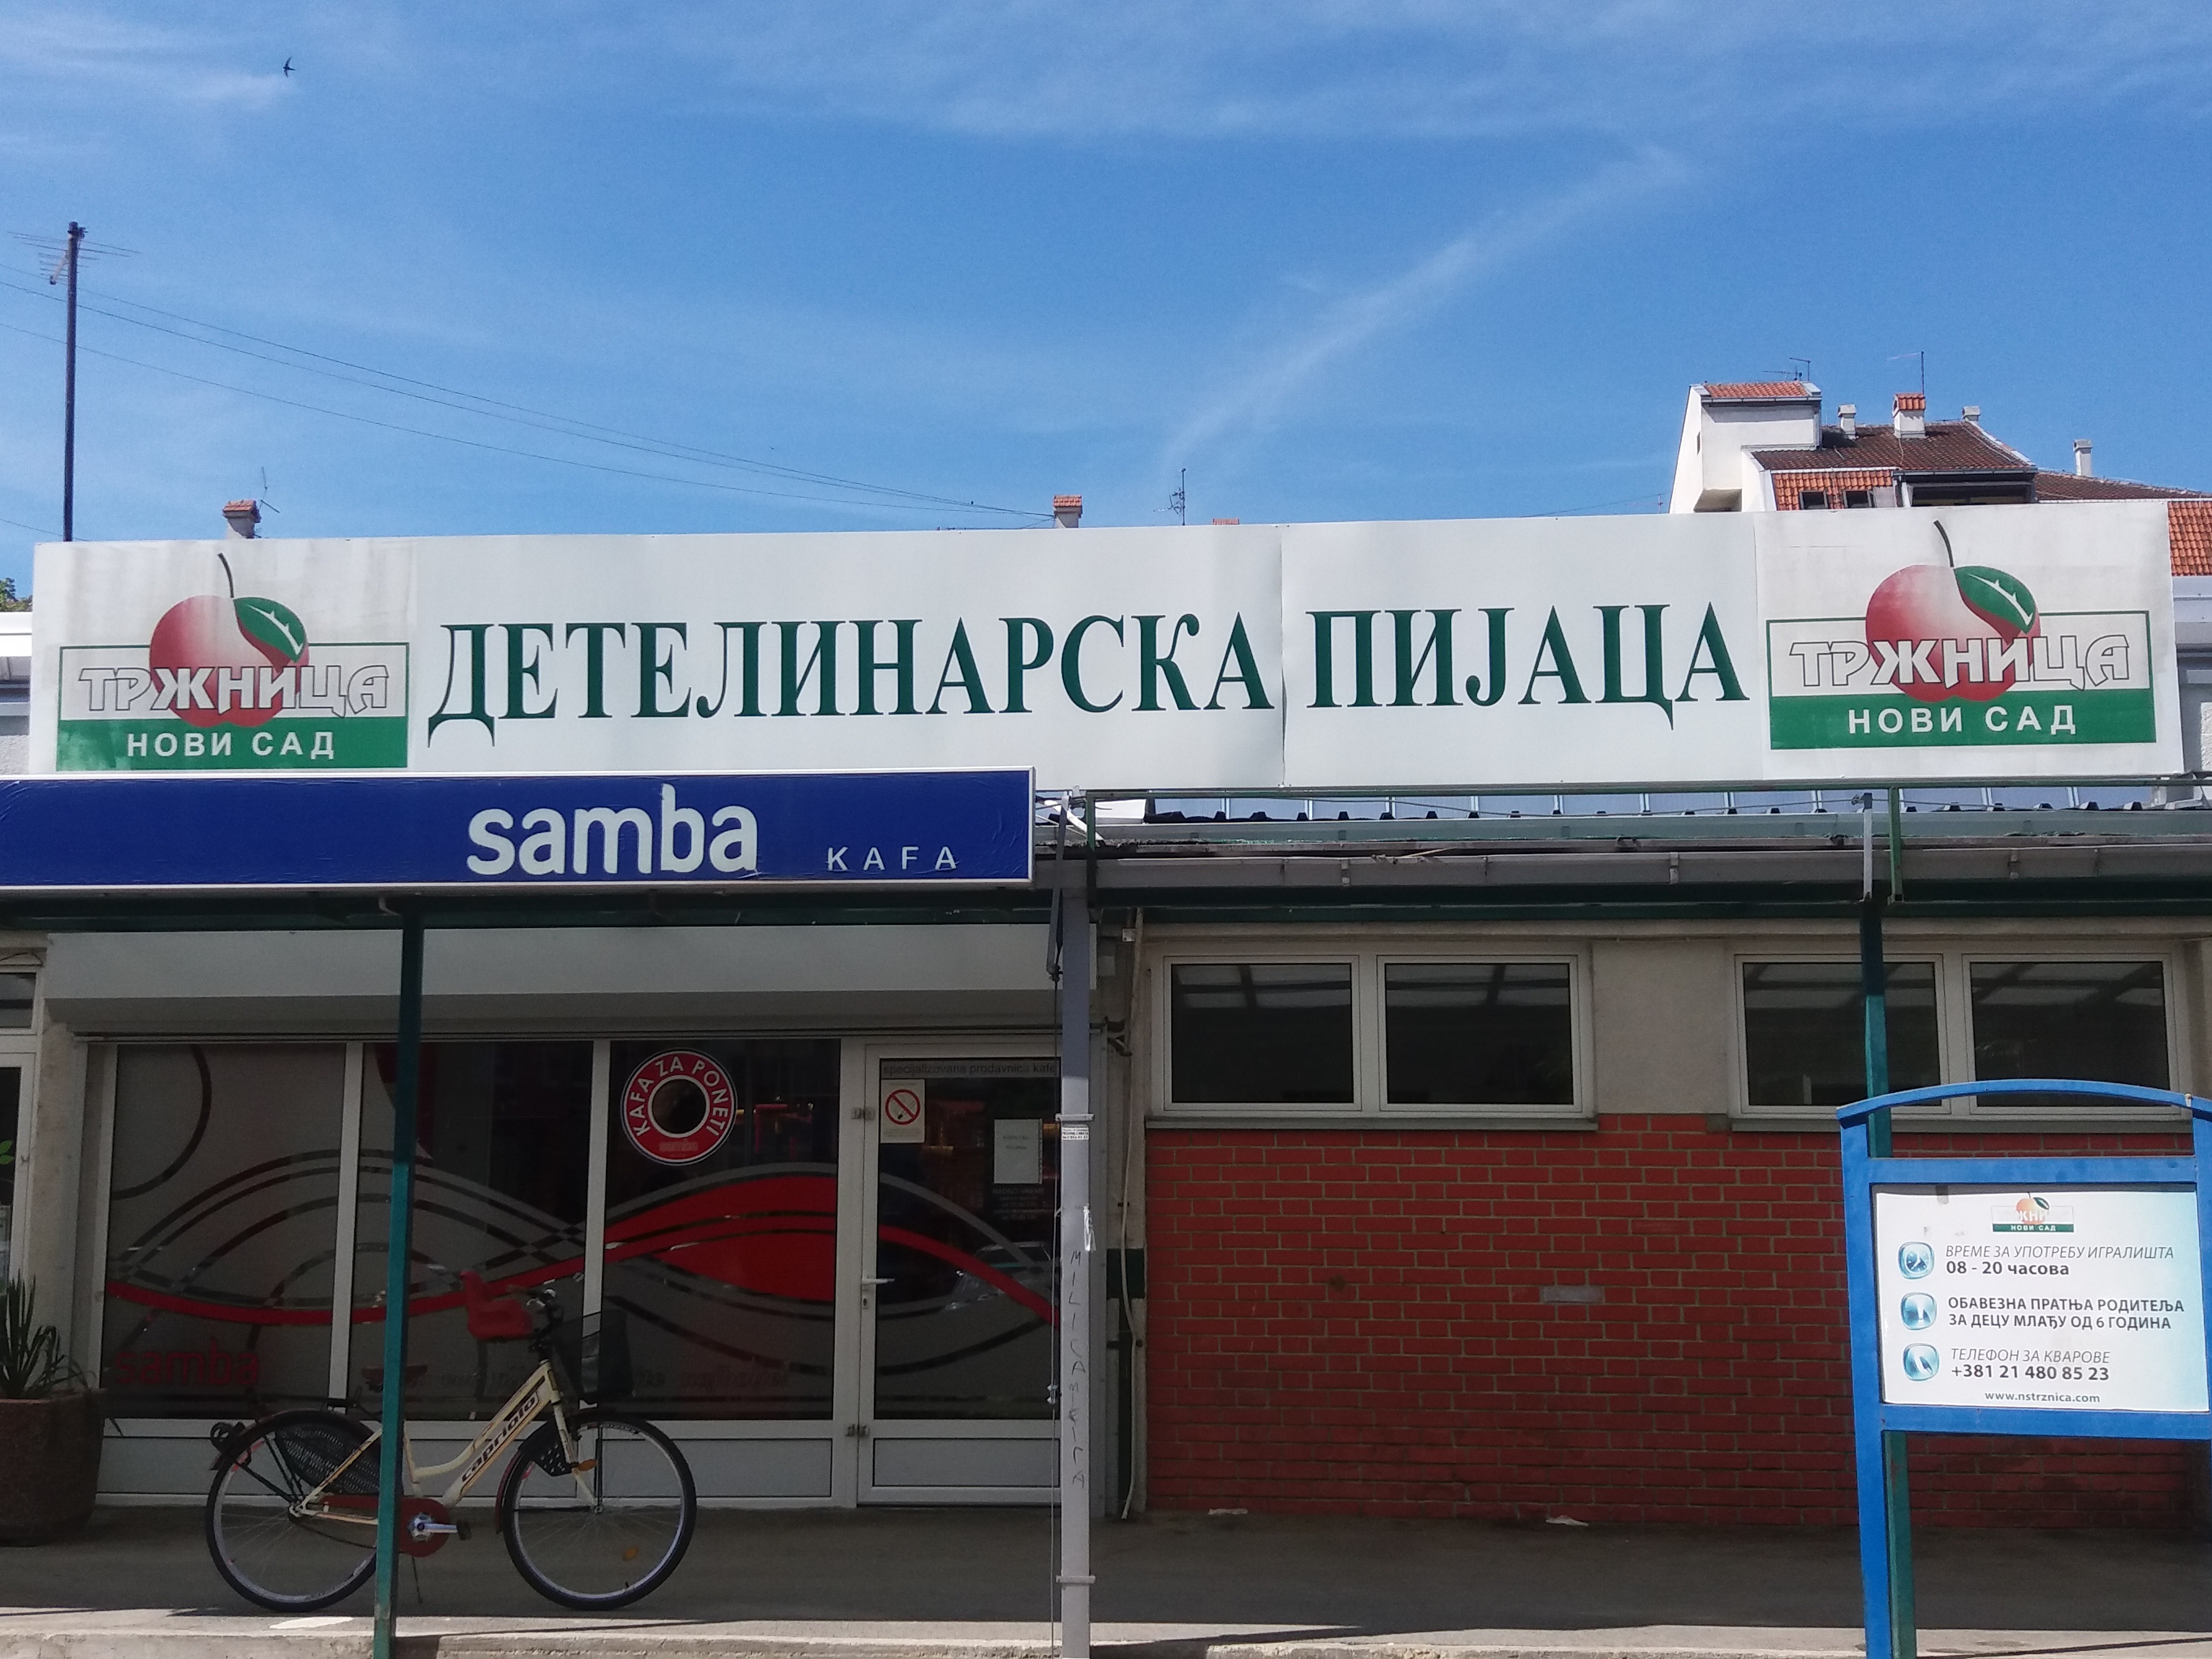 ТРЖНИЦА
НОВИ САД
ДЕТЕЛИНАРСКА ПИЈАЦА
ТРЖНИЦА
НОВИ САД
samba KAFA
KAFA ZA PONETI
specijalizovana prodavnica kafe
samba
capriolo
MILICA
НОВИ САД
ВРЕМЕ ЗА УПОТРЕБУ ИГРАЛИШТА
08 - 20 часова
ОБАВЕЗНА ПРАТЊА РОДИТЕЉА
ЗА ДЕЦУ МЛАЂУ ОД 6 ГОДИНА
ТЕЛЕФОН ЗА КВАРОВЕ
+381 21 480 85 23
www.nstrznica.com